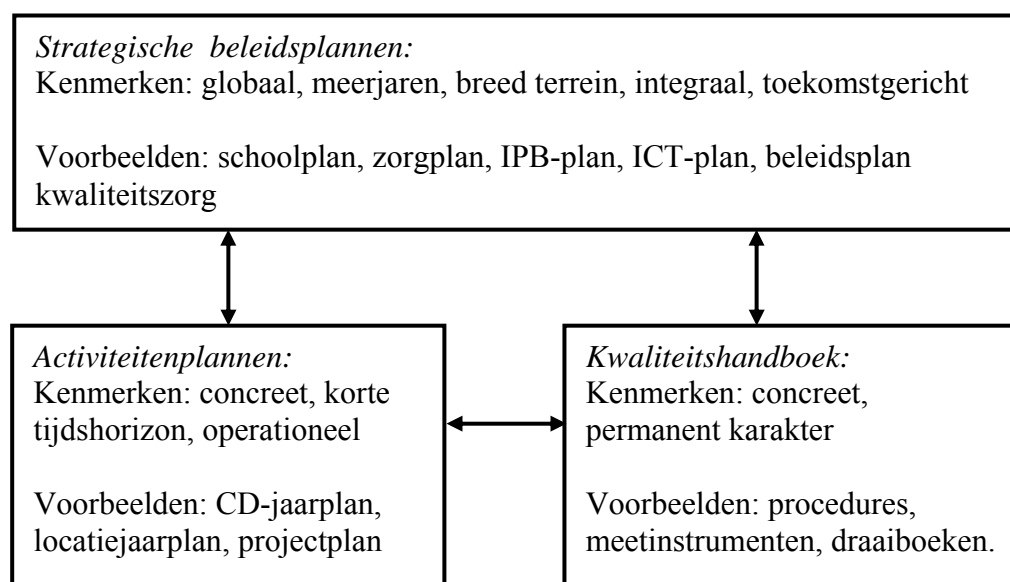 Strategische beleidsplannen:
Kenmerken: globaal, meerjaren, breed terrein, integraal, toekomstgericht
Voorbeelden: schoolplan, zorgplan, IPB-plan, ICT-plan, beleidsplan
kwaliteitszorg
Activiteitenplannen:
Kenmerken: concreet, korte
tijdshorizon, operationeel
Voorbeelden: CD-jaarplan,
locatiejaarplan, projectplan
Kwaliteitshandboek:
Kenmerken: concreet,
permanent karakter
Voorbeelden: procedures,
meetinstrumenten, draaiboeken.